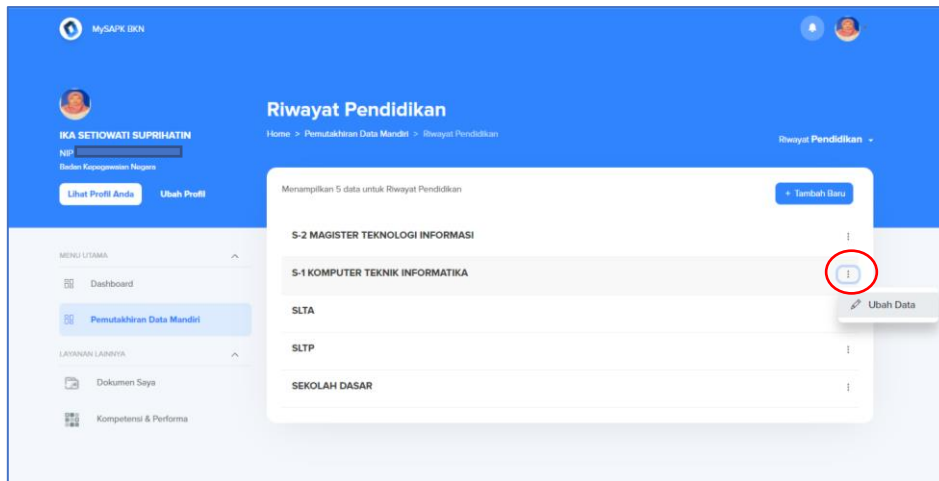 MySAPK BKN
IKA SETIOWATI SUPRIHATIN
NIP
Badan Kepegawaian Negara
Lihat Profil Anda
Ubah Profil
Riwayat Pendidikan
Home > Pemutakhiran Data Mandiri > Riwayat Pendidikan
Riwayat Pendidikan
Menampilkan 5 data untuk Riwayat Pendidikan
+ Tambah Baru
S-2 MAGISTER TEKNOLOGI INFORMASI
S-1 KOMPUTER TEKNIK INFORMATIKA
Ubah Data
SLTA
SLTP
SEKOLAH DASAR
MENU UTAMA
Dashboard
Pemutakhiran Data Mandiri
LAYANAN LAINNYA
Dokumen Saya
Kompetensi & Performa